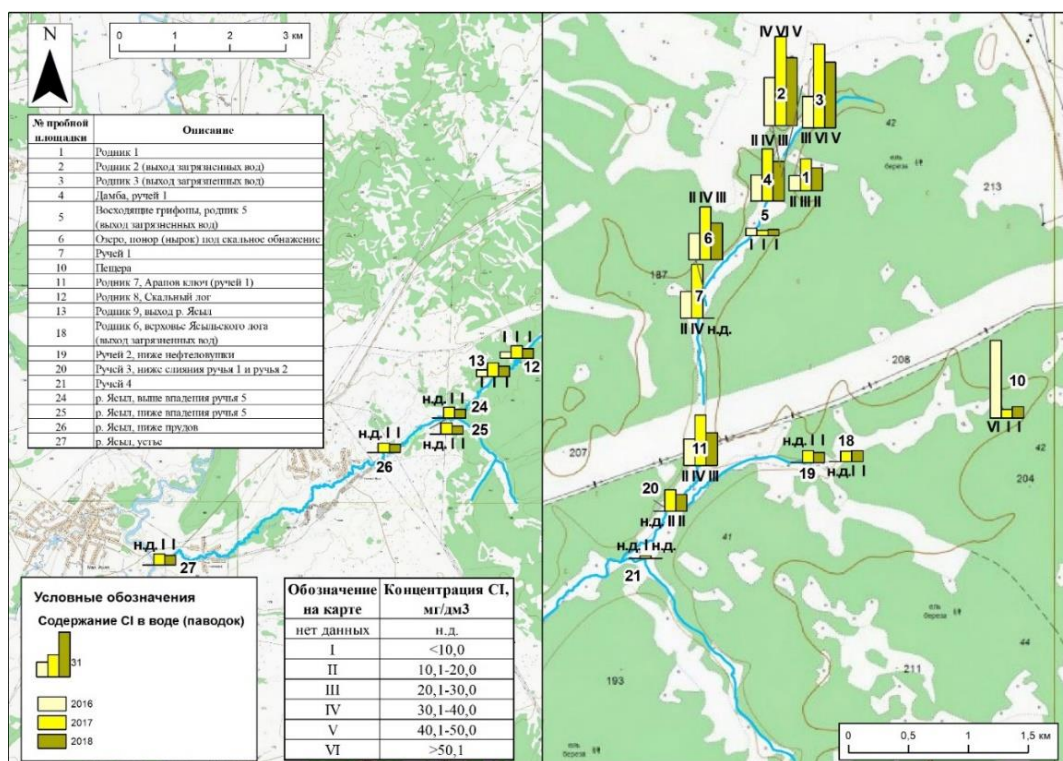 N
0 1 2 3 км
№ пробной площадки Описание
1 Родник 1
2 Родник 2 (выход загрязненных вод)
3 Родник 3 (выход загрязненных вод)
4 Дамба, ручей 1
5 Восходящие грифоны, родник 5 (выход загрязненных вод)
6 Озеро, понор (нырок) под скальное обнажение
7 Ручей 1
10 Пещера
11 Родник 7, Арапов ключ (ручей 1)
12 Родник 8, Скальный лог
13 Родник 9, выход р. Ясыл
18 Родник 6, верховье Ясыльского лога (выход загрязненных вод)
19 Ручей 2, ниже нефтеловушки
20 Ручей 3, ниже слияния ручья 1 и ручья 2
21 Ручей 4
24 р. Ясыл, выше впадения ручья 5
25 р. Ясыл, ниже впадения ручья 5
26 р. Ясыл, ниже прудов
27 р. Ясыл, устье
I I I
13
12
I I I
н.д. I I
24
25
н.д. I I
н.д. I I
26
н.д. I I
27
Условные обозначения
Содержание Cl в воде (паводок)
31
2016
2017
2018
Обозначение на карте Концентрация Cl, мг/дм3
нет данных н.д.
I <10,0
II 10,1-20,0
III 20,1-30,0
IV 30,1-40,0
V 40,1-50,0
VI >50,1
IV VI V
2
3
III VI V
42
II IV III
4
1
II III II
ель
береза
213
5
I I I
II IV III
6
187
7
II IV н.д.
208
10
VI I I
42
207
11
II IV III
н.д. I I
18
19
н.д. I I
204
20
н.д. II II
41
н.д. I н.д.
21
ель
береза
44
193
211
ель
береза
0 0,5 1 1,5 км